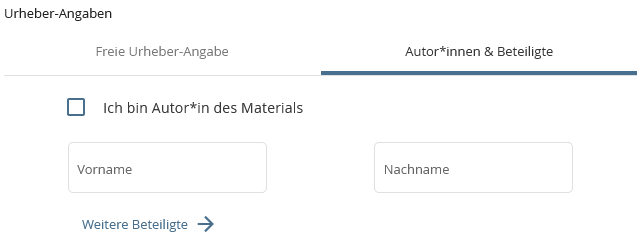 Urheber-Angaben
Freie Urheber-Angabe
Autor*innen & Beteiligte
Ich bin Autor*in des Materials
Vorname
Nachname
Weitere Beteiligte